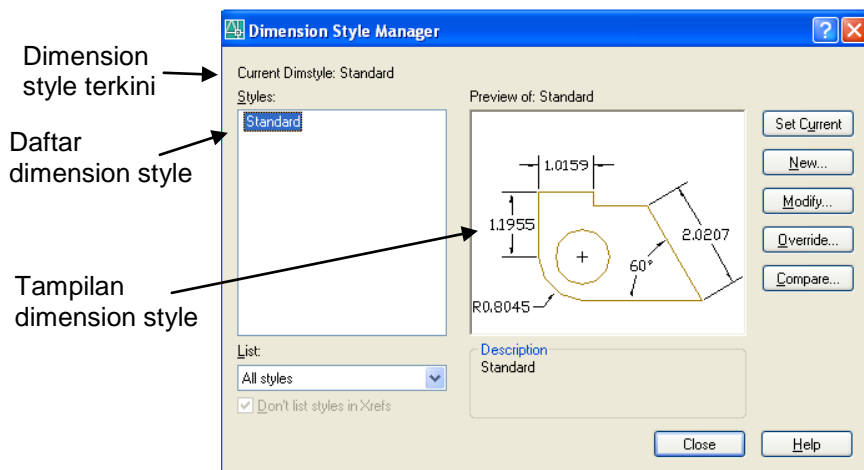 Dimension Style Manager
Dimension
style terkini
Current Dimstyle: Standard
Styles:
Preview of: Standard
Standard
Set Current
Daftar
dimension style
New...
Modify...
Override...
Compare...
1.0159
1.1955
2.0207
60°
R0.8045
Tampilan
dimension style
List:
All styles
Don't list styles in Xrefs
Description
Standard
Close
Help